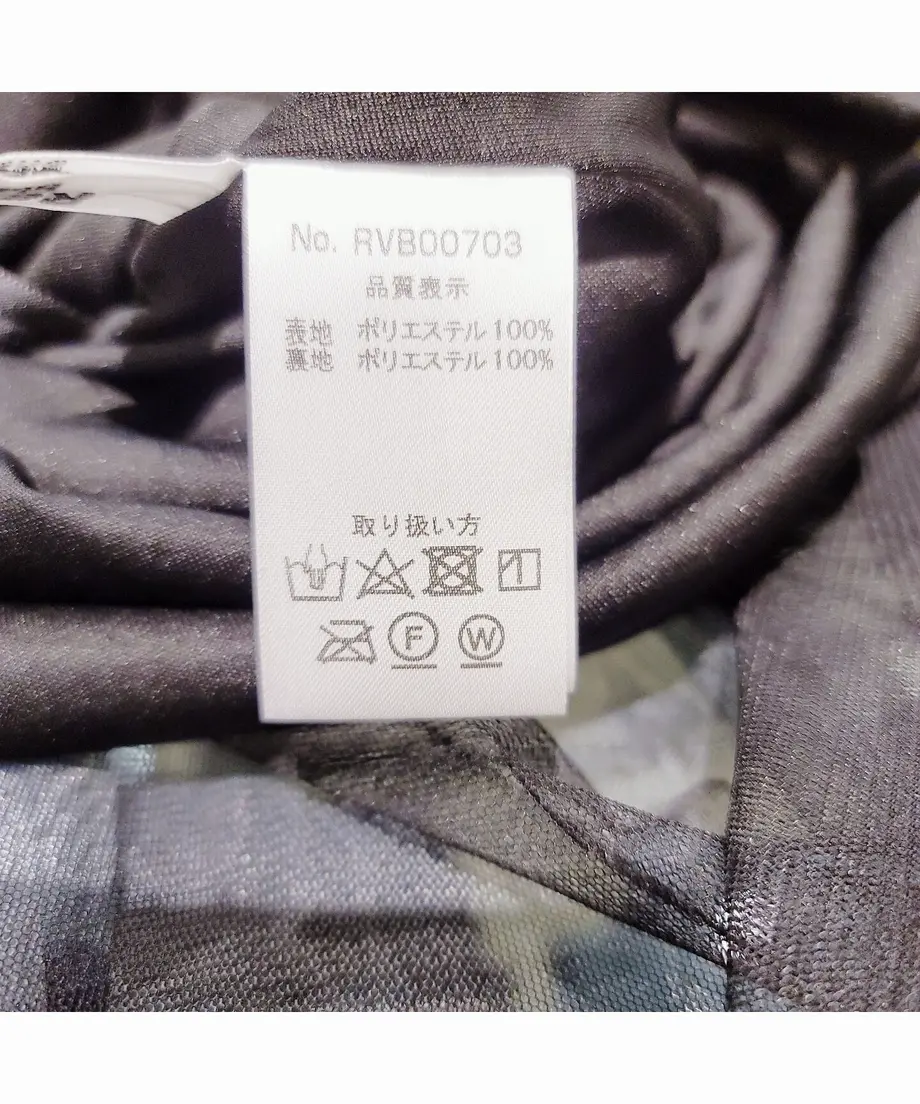 No. RVB00703
品質表示
表地 ポリエステル100%
裏地 ポリエステル100%
取り扱い方
F W